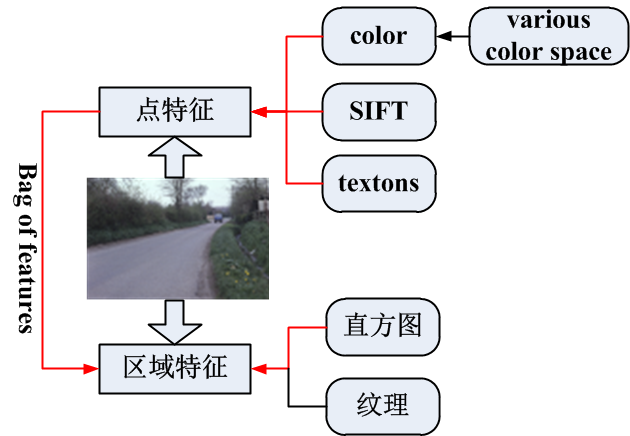 various
color space
color
点特征
SIFT
textons
Bag of features
直方图
区域特征
纹理